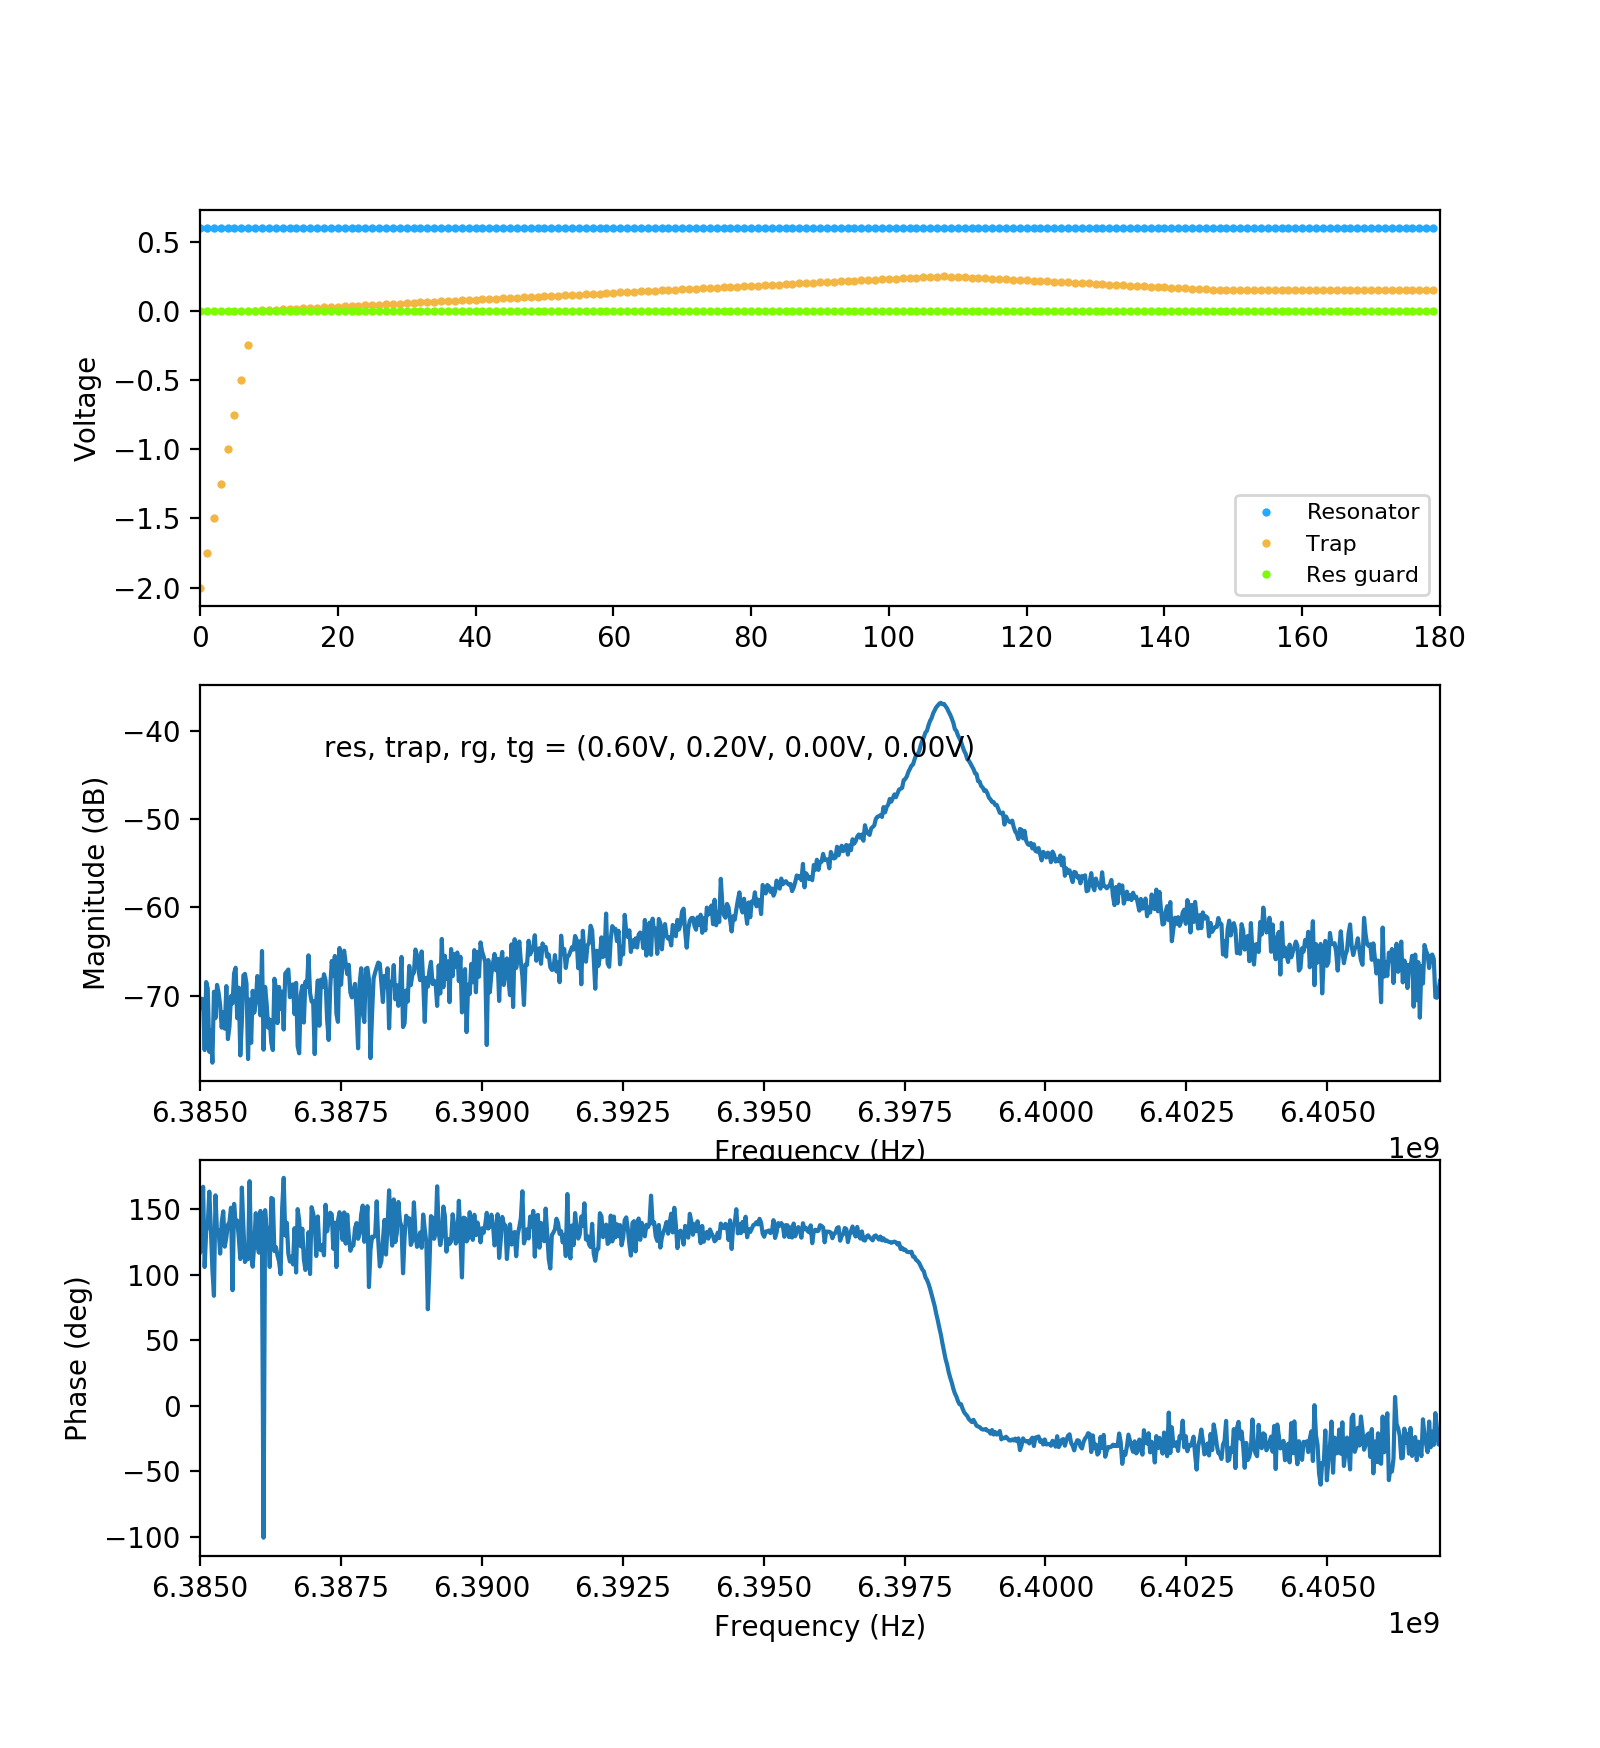 0.5
0.0
−0.5
−1.0
−1.5
−2.0
Voltage
Resonator
Trap
Res guard
0 20 40 60 80 100 120 140 160 180
−40
−50
−60
−70
Magnitude (dB)
res, trap, rg, tg = (0.60V, 0.20V, 0.00V, 0.00V)
6.3850 6.3875 6.3900 6.3925 6.3950 6.3975 6.4000 6.4025 6.4050
Frequency (Hz)
1e9
150
100
50
0
−50
−100
Phase (deg)
6.3850 6.3875 6.3900 6.3925 6.3950 6.3975 6.4000 6.4025 6.4050
Frequency (Hz)
1e9